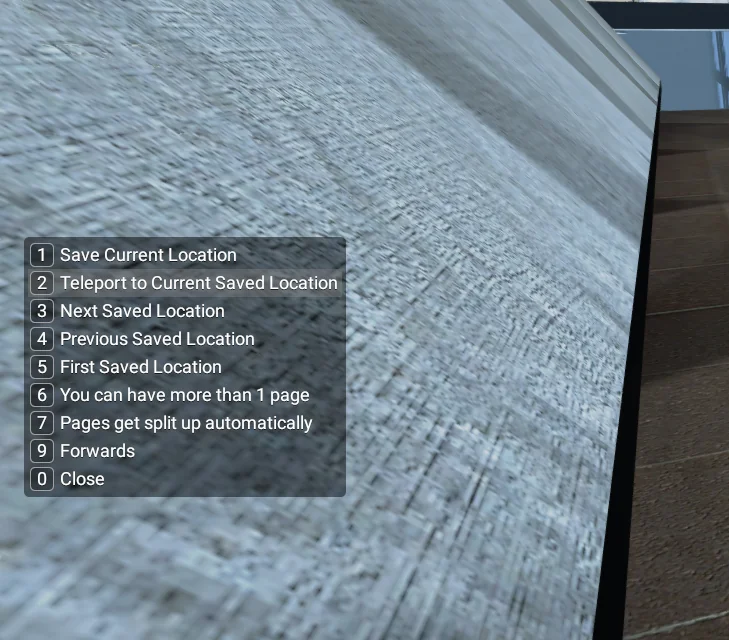 1 Save Current Location
2 Teleport to Current Saved Location
3 Next Saved Location
4 Previous Saved Location
5 First Saved Location
6 You can have more than 1 page
7 Pages get split up automatically
9 Forwards
0 Close